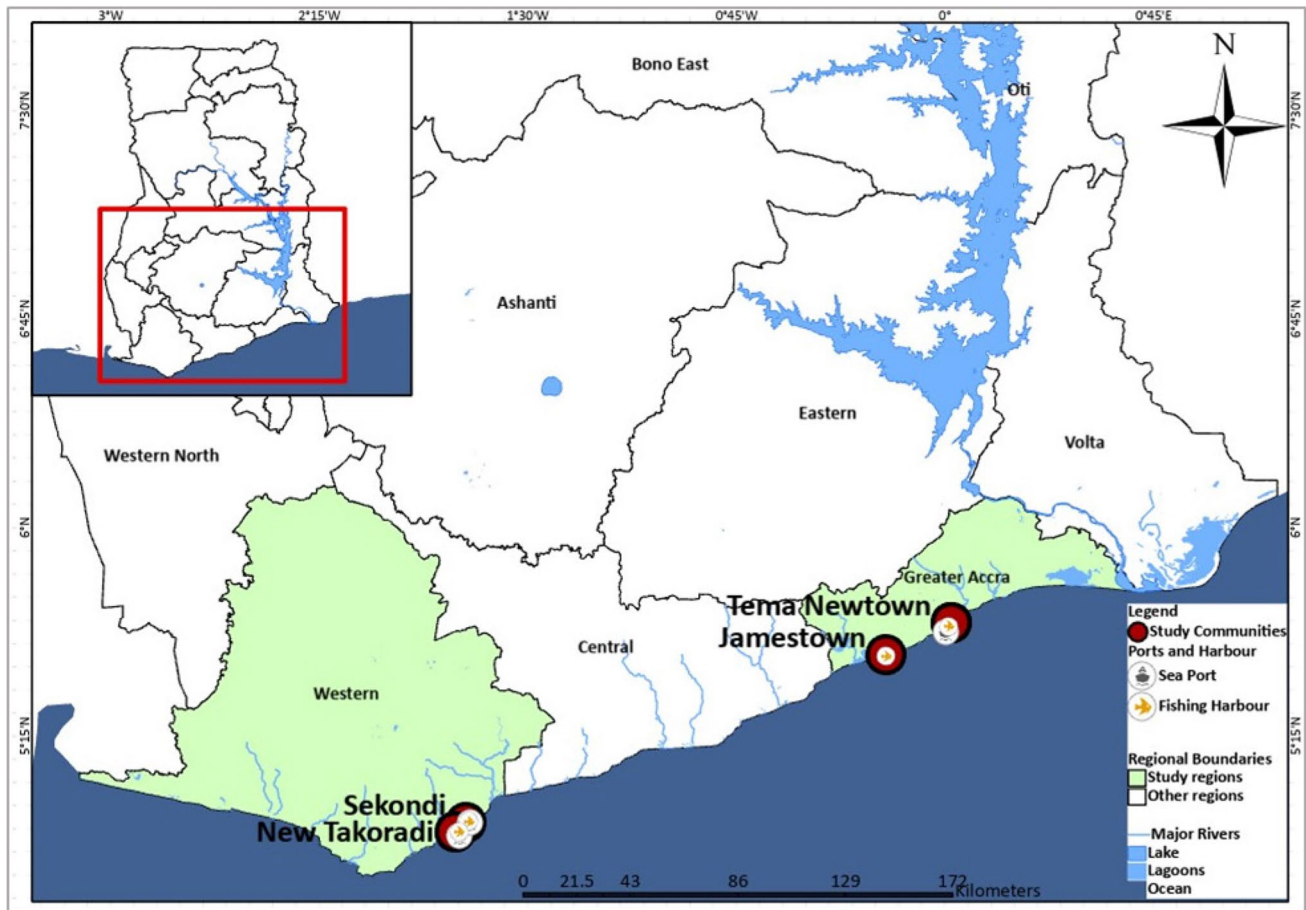 3°W 2°15'W 1°30'W 0°45'W 0° 0°45'E
N
7°30'N
7°30'N
Bono East
Oti
6°45'N
6°45'N
Ashanti
Eastern
Volta
Western North
6°N
6°N
Greater Accra
Tema Newtown
Jamestown
Central
Western
5°15'N
5°15'N
Sekondi
New Takoradi
Legend
Study Communities
Ports and Harbour
Sea Port
Fishing Harbour
Regional Boundaries
Study regions
Other regions
Major Rivers
Lake
Lagoons
Ocean
0 21.5 43 86 129 172
Kilometers